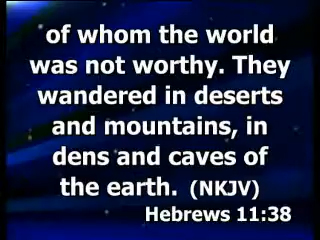 of whom the world
was not worthy. They
wandered in deserts
and mountains, in
dens and caves of
the earth. (NKJV)
Hebrews 11:38